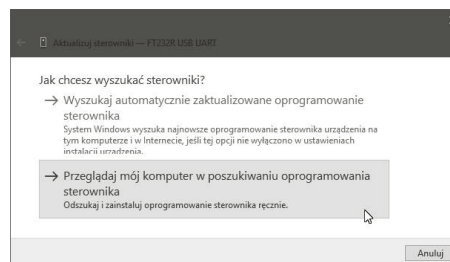 Aktualizuj sterowniki — FT232R USB UART
Jak chcesz wyszukać sterowniki?
Wyszukaj automatycznie zaktualizowane oprogramowanie
sterownika
System Windows wyszuka najnowsze oprogramowanie sterownika urządzenia na
tym komputerze i w Internecie, jeśli tej opcji nie wyłączono w ustawieniach
instalacji urządzenia.
Przeglądaj mój komputer w poszukiwaniu oprogramowania
sterownika
Odszukaj i zainstaluj oprogramowanie sterownika ręcznie.
Anuluj